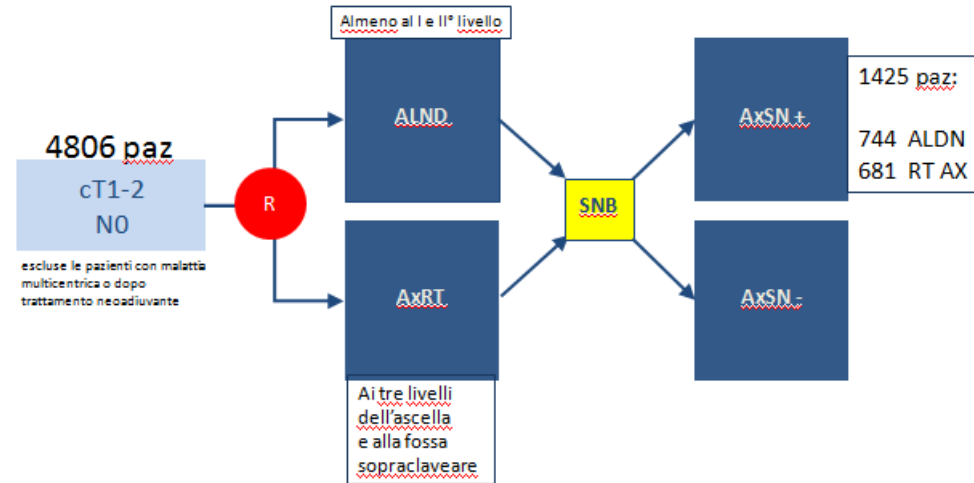 Almeno al I e II° livello
ALND
AxSN +
1425 paz:
744 ALDN
681 RT AX
4806 paz
cT1-2
N0
R
SNB
escluse le pazienti con malattia
multicentrica o dopo
trattamento neoadiuvante
AxRT
AxSN -
Ai tre livelli
dell'ascella
e alla fossa
sopraclaveare